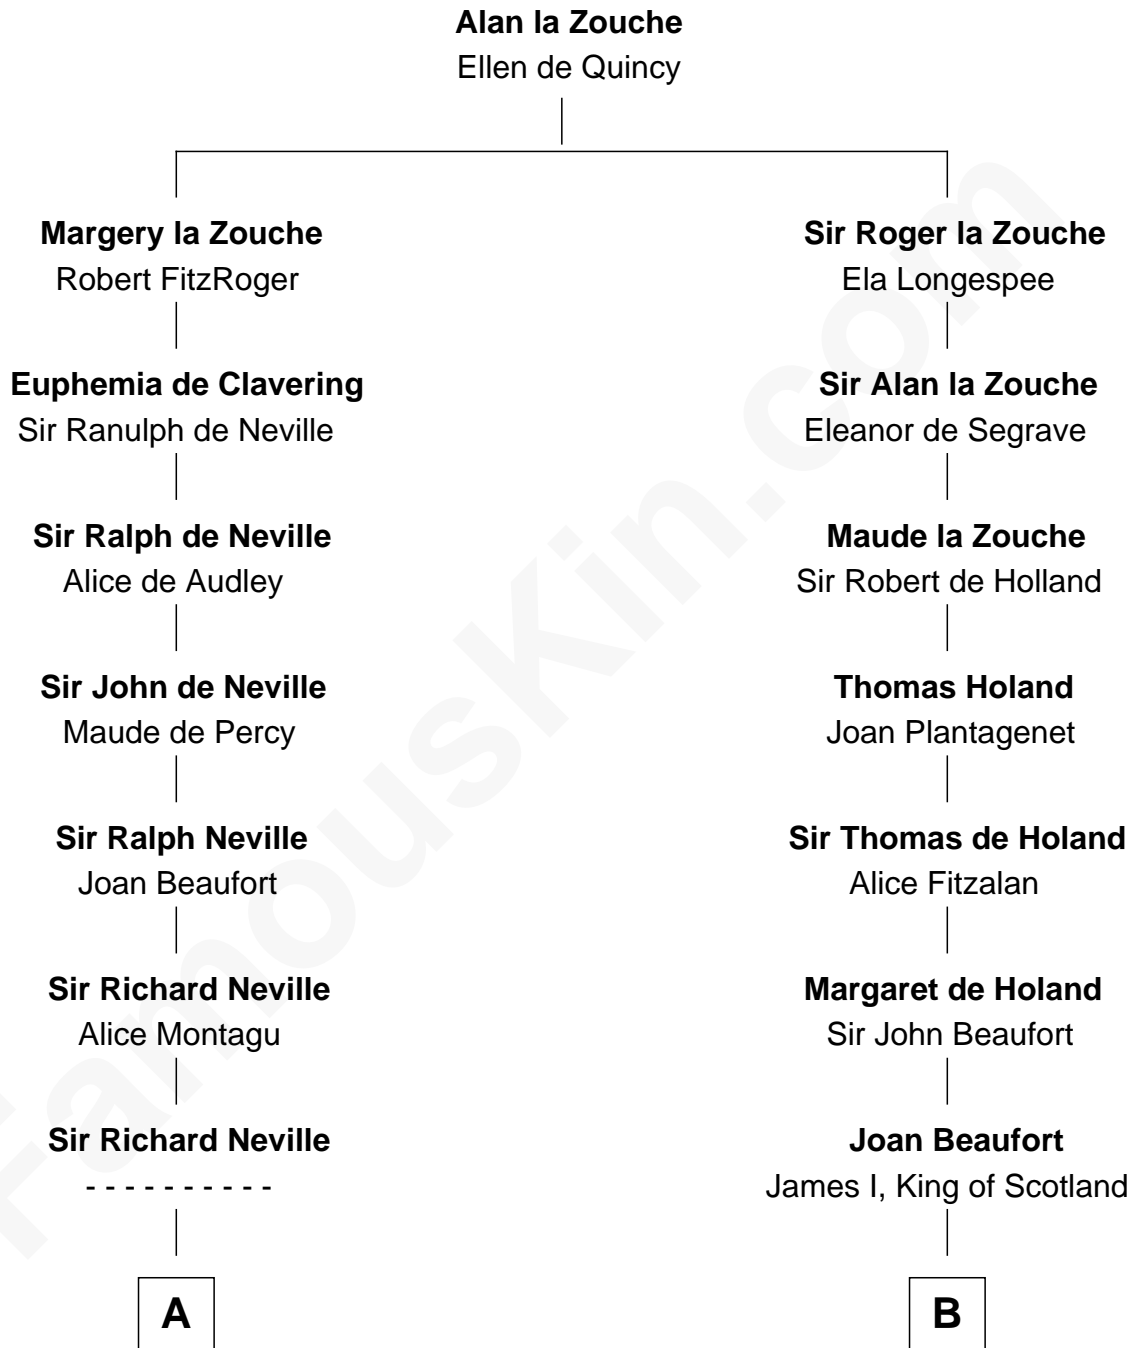 Alan la Zouche
Ellen de Quincy
Margery la Zouche
Robert FitzRoger
Sir Roger la Zouche
Ela Longespee
Euphemia de Clavering
Sir Ranulph de Neville
Sir Alan la Zouche
Eleanor de Segrave
Sir Ralph de Neville
Alice de Audley
Maude la Zouche
Sir Robert de Holland
Sir John de Neville
Maude de Percy
Thomas Holand
Joan Plantagenet
Sir Ralph Neville
Joan Beaufort
Sir Thomas de Holand
Alice Fitzalan
Sir Richard Neville
Alice Montagu
Margaret de Holand
Sir John Beaufort
Sir Richard Neville
- - - - - - - - - -
Joan Beaufort
James I, King of Scotland
A
B
FamousKin.com